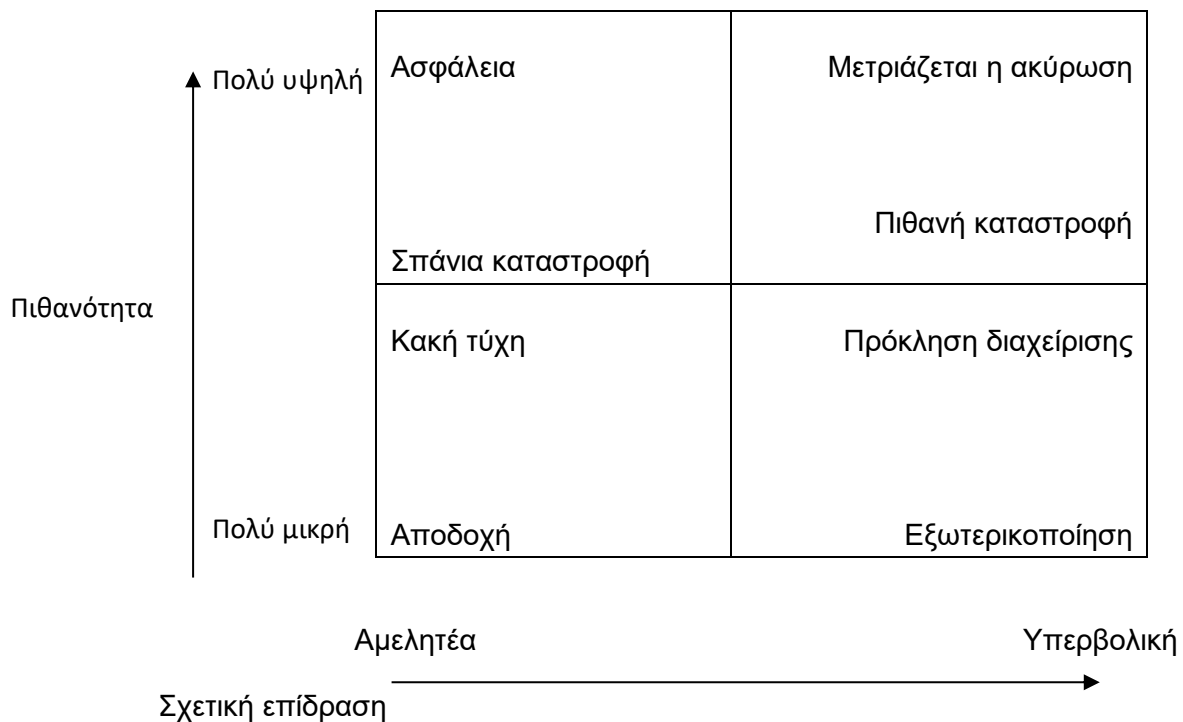 Πολύ υψηλή
Ασφάλεια
Μετριάζεται η ακύρωση
Πιθανή καταστροφή
Σπάνια καταστροφή
Πιθανότητα
Κακή τύχη
Πρόκληση διαχείρισης
Πολύ μικρή
Αποδοχή
Εξωτερικοποίηση
Αμελητέα
Υπερβολική
Σχετική επίδραση